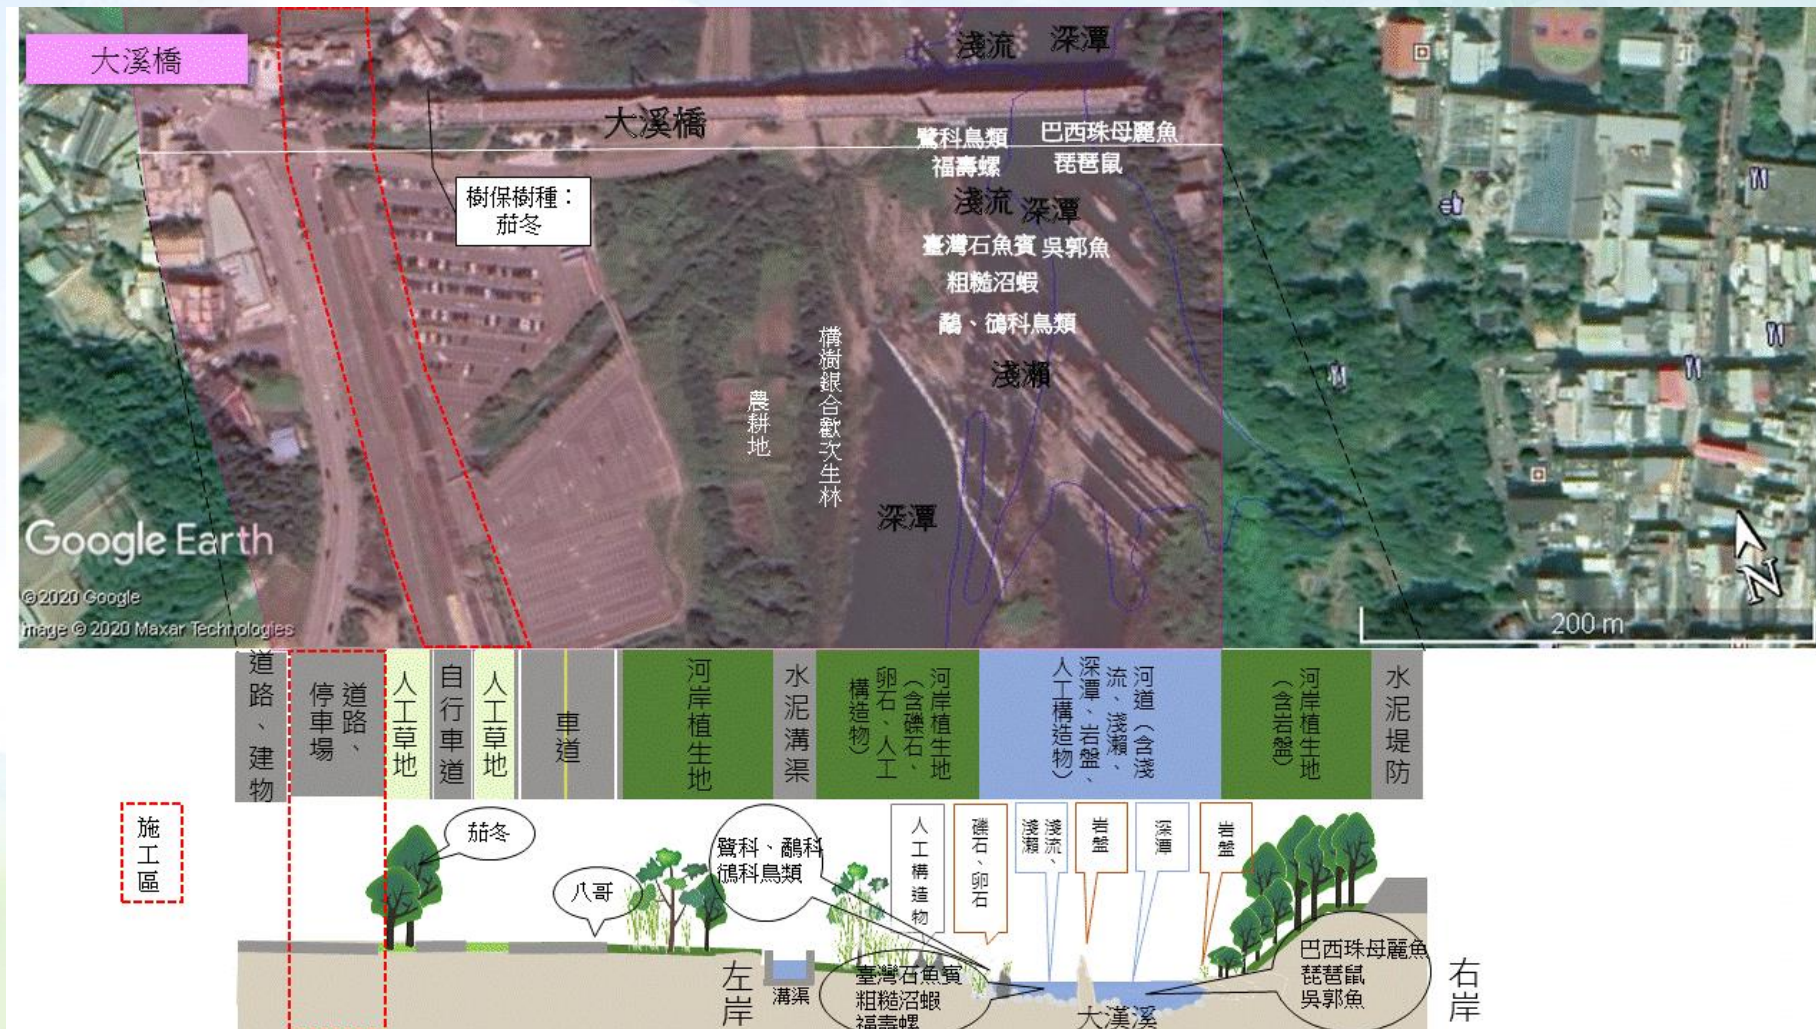 大溪橋
淺流 深潭
大溪橋
鷺科鳥類 巴西珠母麗魚
福壽螺 琵琶鼠
樹保樹種：
茄冬
淺流 深潭
臺灣石魚賓 吳郭魚
粗糙沼蝦
鷸、鴴科鳥類
淺瀨
構樹銀合歡次生林
農耕地
深潭
Google Earth
©2020 Google
mage © 2020 Maxar Technologies
N
200 m
道路、建物
道路、
停車場
人工草地
自行車道
人工草地
車道
河岸植生地
水泥溝渠
河岸植生地
（含礫石、
卵石、人工
構造物）
河道（含淺
流、淺瀨、
深潭、岩盤、
人工構造物）
河岸植生地
（含岩盤）
水泥堤防
施工區
茄冬
八哥
鷺科、鷸科
鴴科鳥類
人工構造物
礫石、卵石
淺流、
淺瀨
岩盤
深潭
岩盤
左岸
溝渠
臺灣石魚賓
粗糙沼蝦
福壽螺
大漢溪
巴西珠母麗魚
琵琶鼠
吳郭魚
右岸